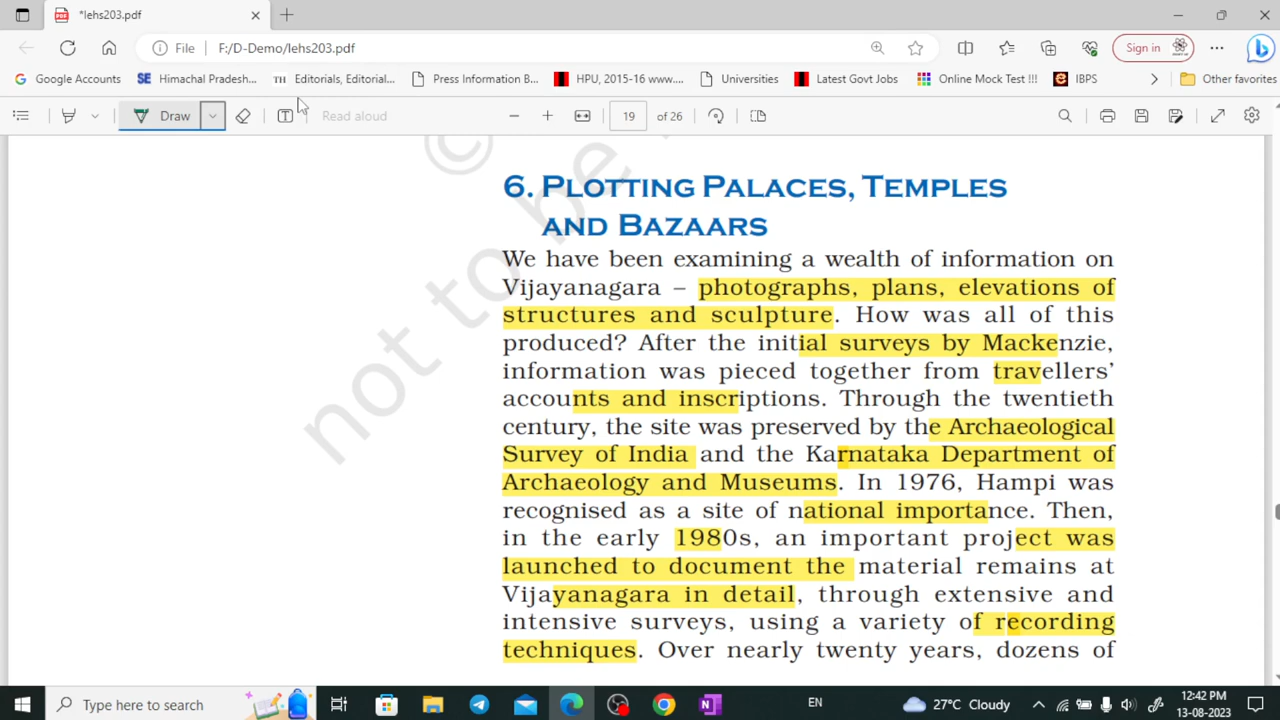 *lehs203.pdf
File F:/D-Demo/lehs203.pdf Sign in
Google Accounts SE Himachal Pradesh... TH Editorials, Editorial... Press Information B... HPU, 2015-16 www.... Universities Latest Govt Jobs Online Mock Test !!! IBPS Other favorites
Draw Read aloud 19 of 26
© not to be
6. Plotting Palaces, Temples
and Bazaars
We have been examining a wealth of information on
Vijayanagara – photographs, plans, elevations of
structures and sculpture. How was all of this
produced? After the initial surveys by Mackenzie,
information was pieced together from travellers’
accounts and inscriptions. Through the twentieth
century, the site was preserved by the Archaeological
Survey of India and the Karnataka Department of
Archaeology and Museums. In 1976, Hampi was
recognised as a site of national importance. Then,
in the early 1980s, an important project was
launched to document the material remains at
Vijayanagara in detail, through extensive and
intensive surveys, using a variety of recording
techniques. Over nearly twenty years, dozens of
Type here to search EN 27°C Cloudy 12:42 PM
13-08-2023